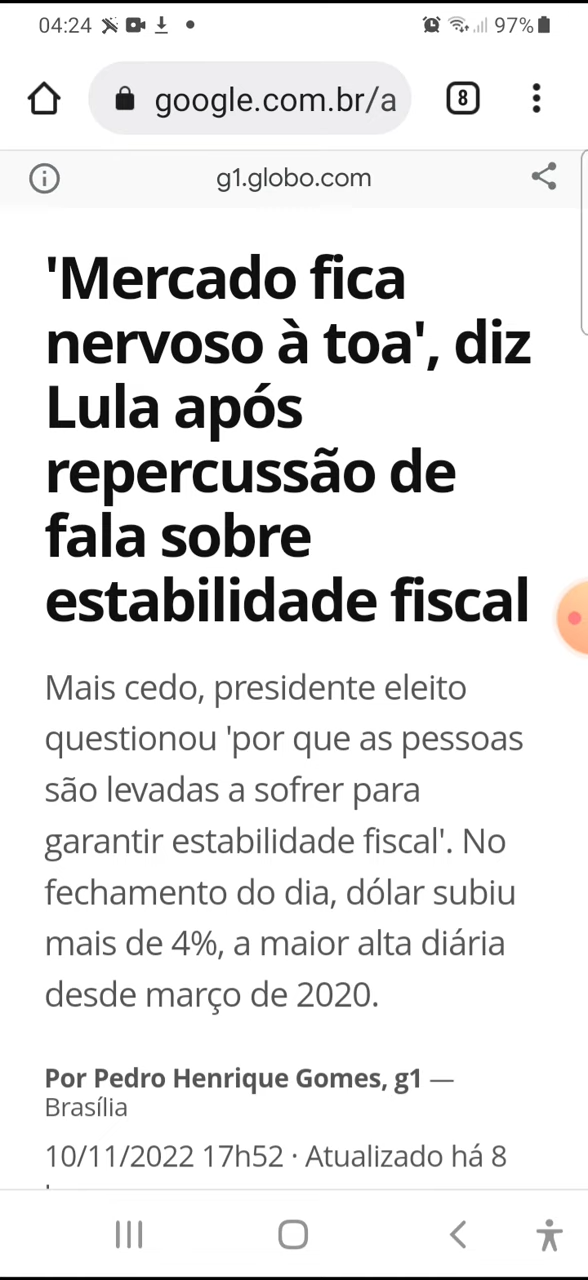 04:24
97%
google.com.br/a
8
g1.globo.com
'Mercado fica
nervoso à toa', diz
Lula após
repercussão de
fala sobre
estabilidade fiscal
Mais cedo, presidente eleito
questionou 'por que as pessoas
são levadas a sofrer para
garantir estabilidade fiscal'. No
fechamento do dia, dólar subiu
mais de 4%, a maior alta diária
desde março de 2020.
Por Pedro Henrique Gomes, g1 —
Brasília
10/11/2022 17h52 · Atualizado há 8